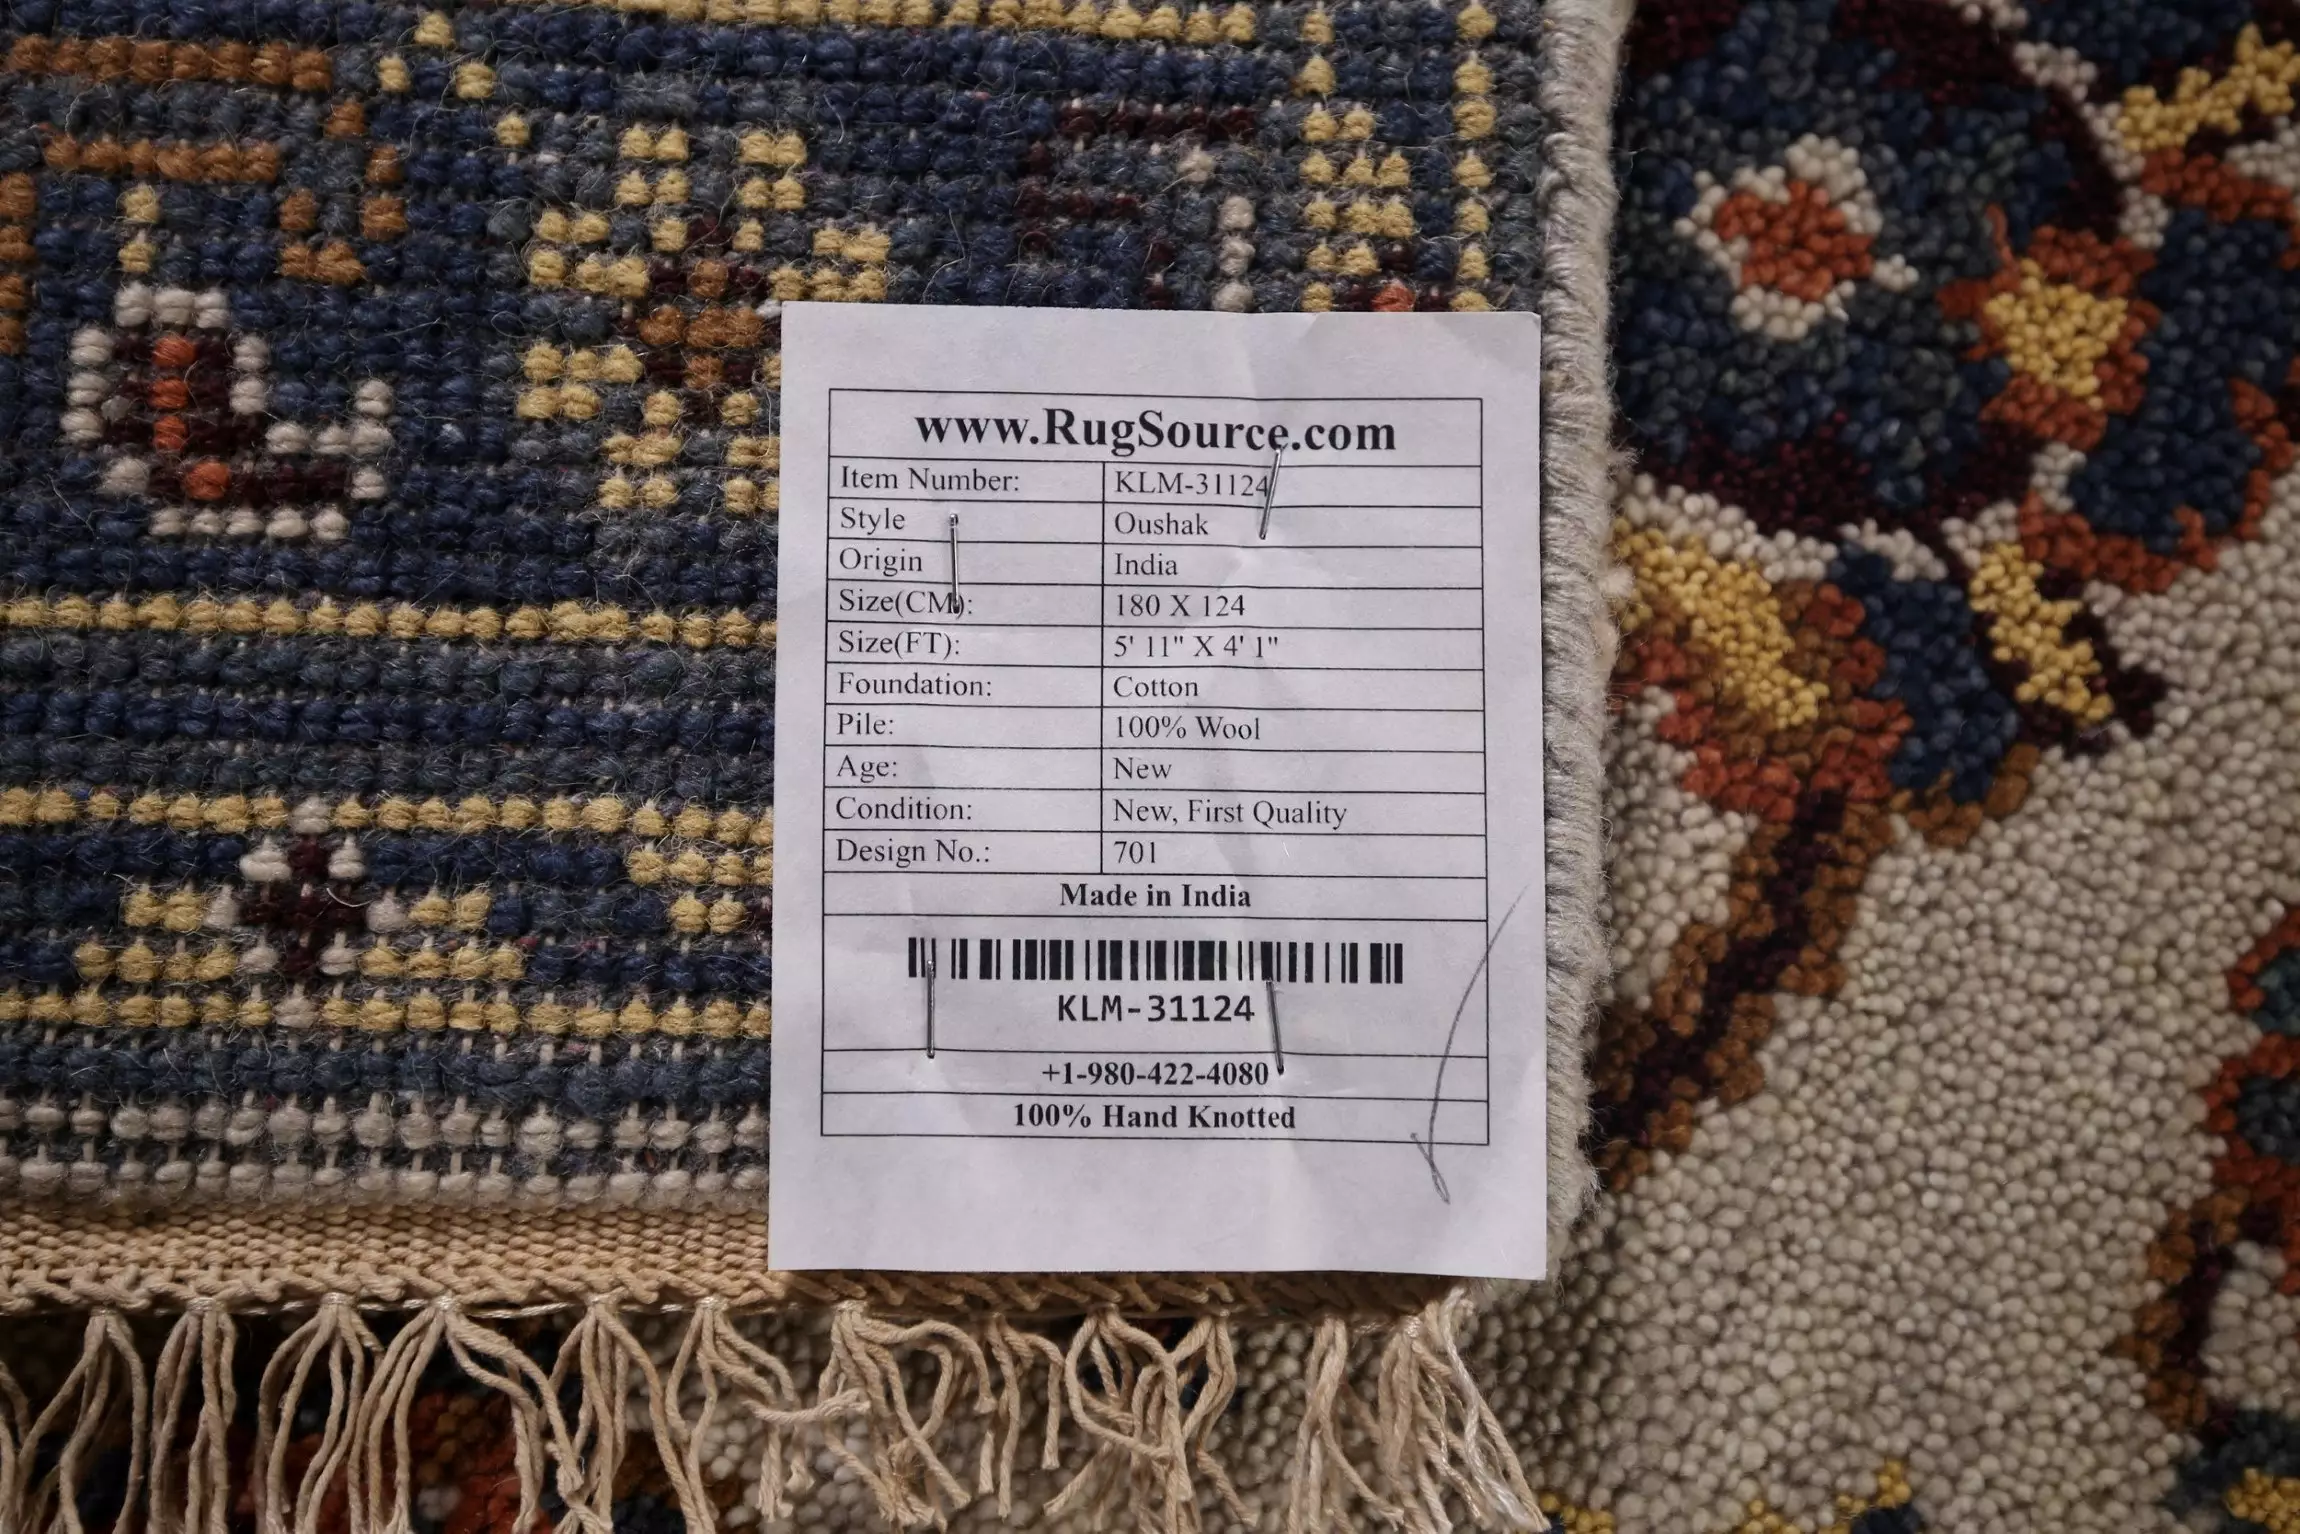 www.RugSource.com
Item Number: KLM-31124
Style Oushak
Origin India
Size(CM): 180 X 124
Size(FT): 5' 11" X 4' 1"
Foundation: Cotton
Pile: 100% Wool
Age: New
Condition: New, First Quality
Design No.: 701
Made in India
KLM-31124
+1-980-422-4080
100% Hand Knotted